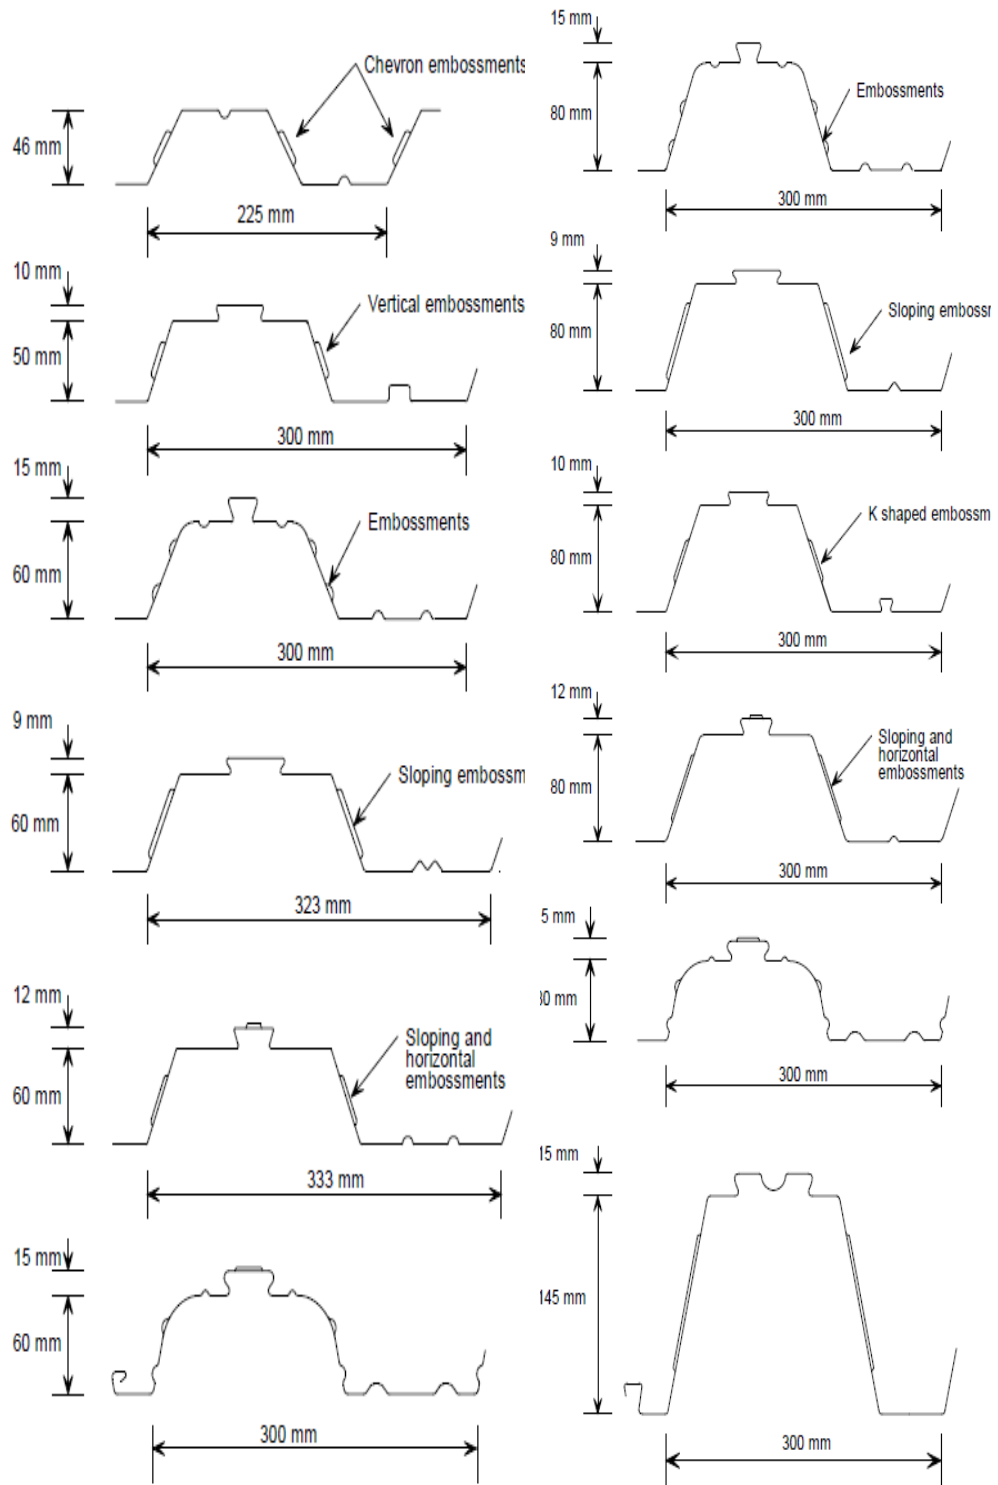 Chevron embossments
46 mm
225 mm
10 mm
Vertical embossments
50 mm
300 mm
15 mm
Embossments
60 mm
300 mm
9 mm
Sloping embossm
60 mm
323 mm
12 mm
Sloping and
horizontal
embossments
60 mm
333 mm
15 mm
60 mm
300 mm
15 mm
Embossments
80 mm
300 mm
9 mm
Sloping embossr
80 mm
300 mm
10 mm
K shaped embossm
80 mm
300 mm
12 mm
Sloping and
horizontal
embossments
80 mm
300 mm
5 mm
30 mm
300 mm
15 mm
145 mm
300 mm